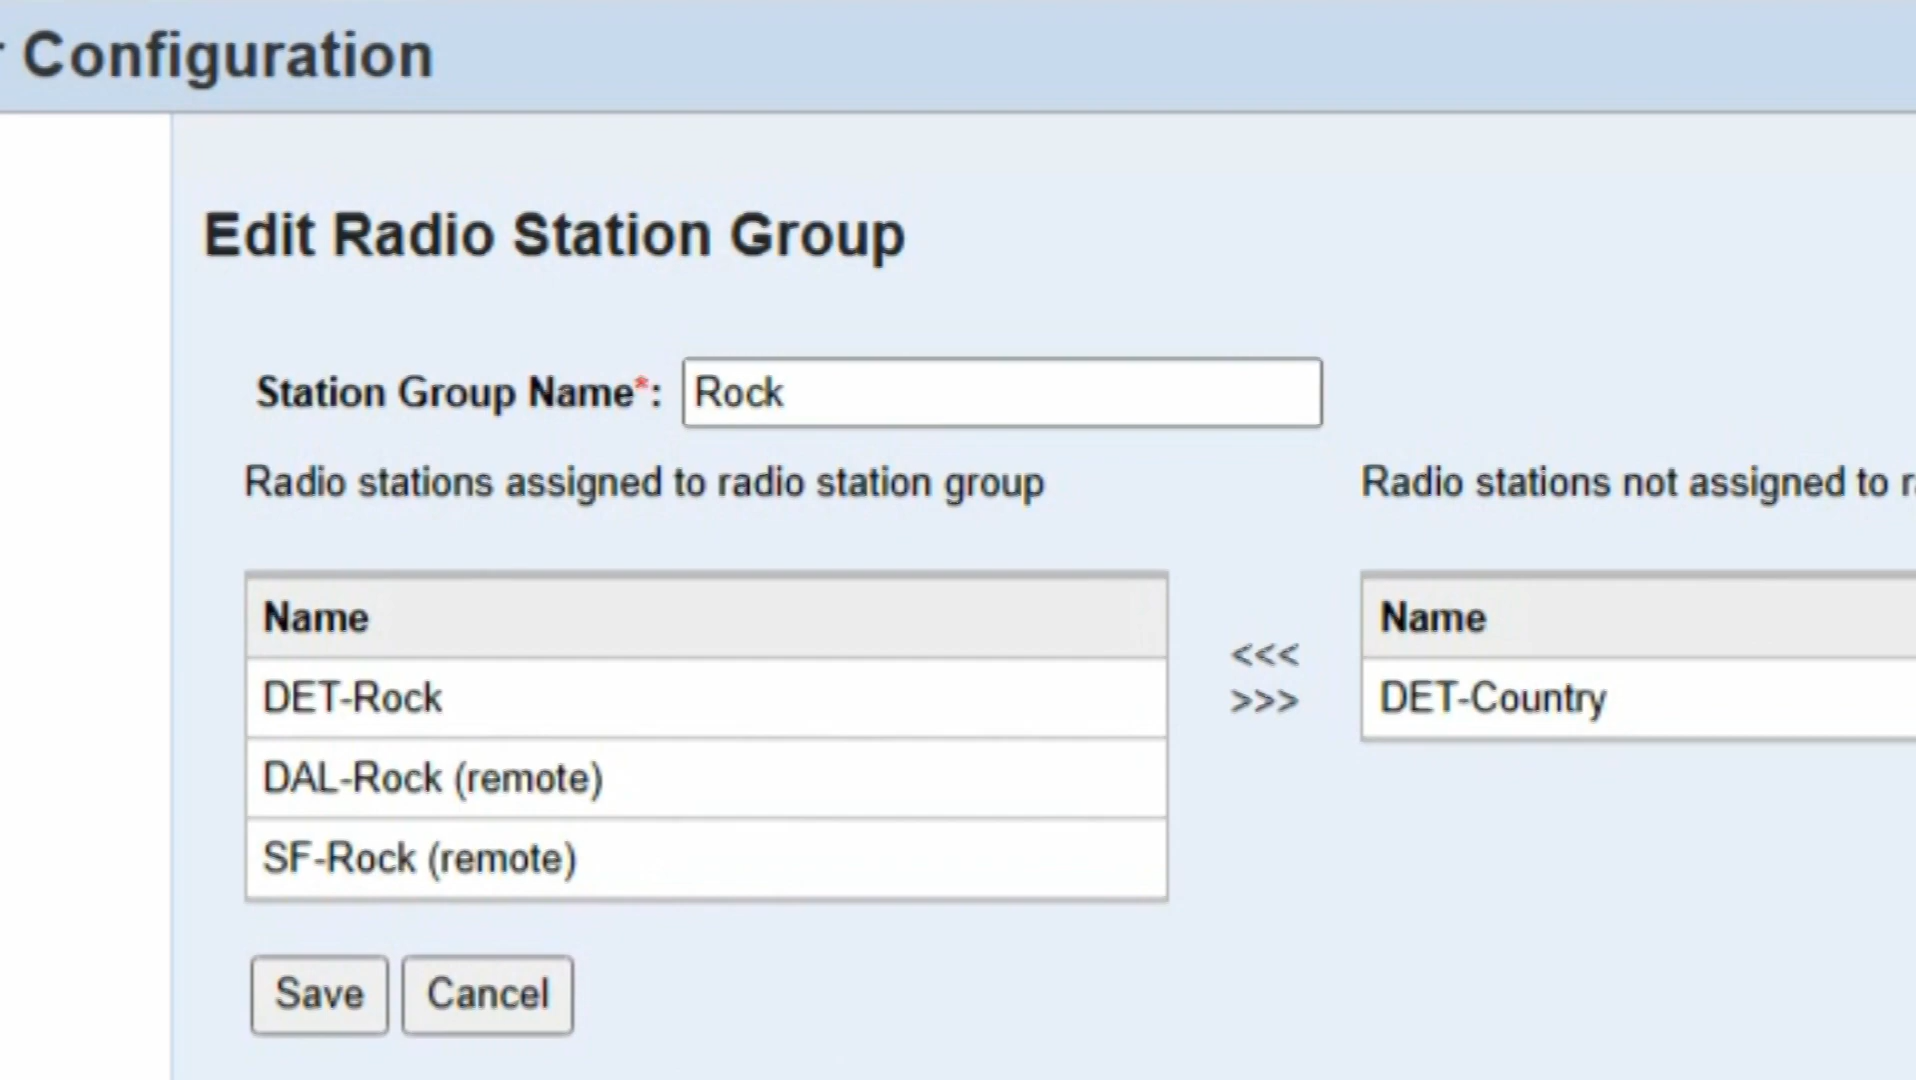 Configuration
Edit Radio Station Group
Station Group Name*: Rock
Radio stations assigned to radio station group
Radio stations not assigned to
Name
DET-Rock
DAL-Rock (remote)
SF-Rock (remote)
<<<
>>>
Name
DET-Country
Save Cancel